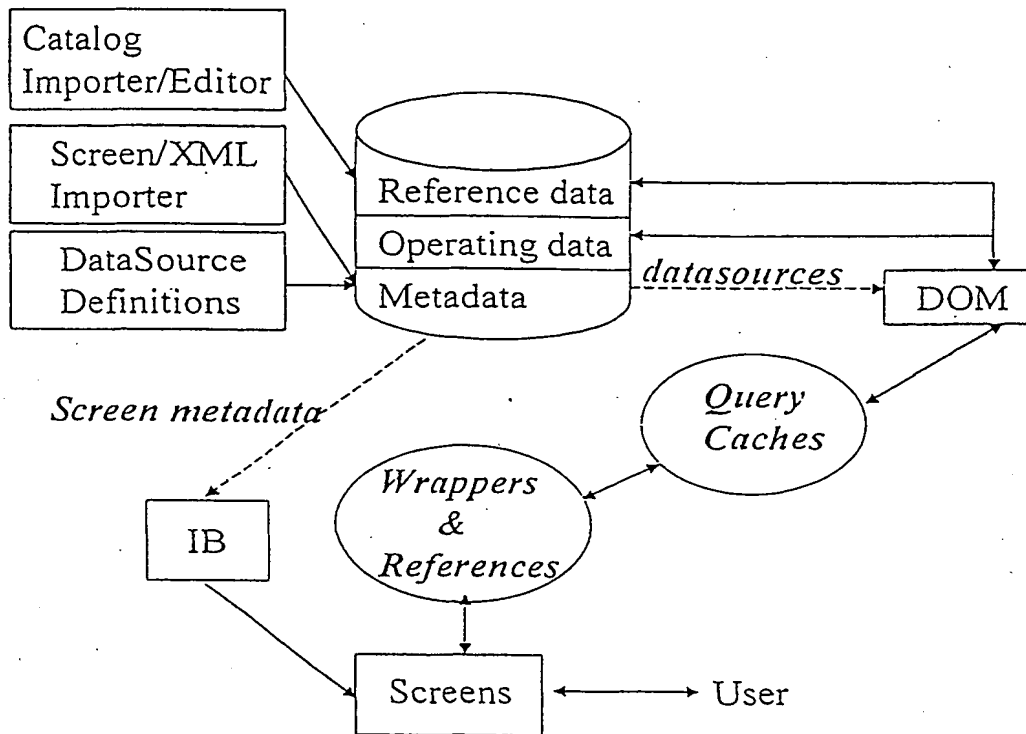 Catalog
Importer/Editor
Screen/XML
Importer
DataSource
Definitions
Reference data
Operating data
Metadata
datasources
DOM
Screen metadata
Query
Caches
Wrappers
&
References
IB
Screens
User